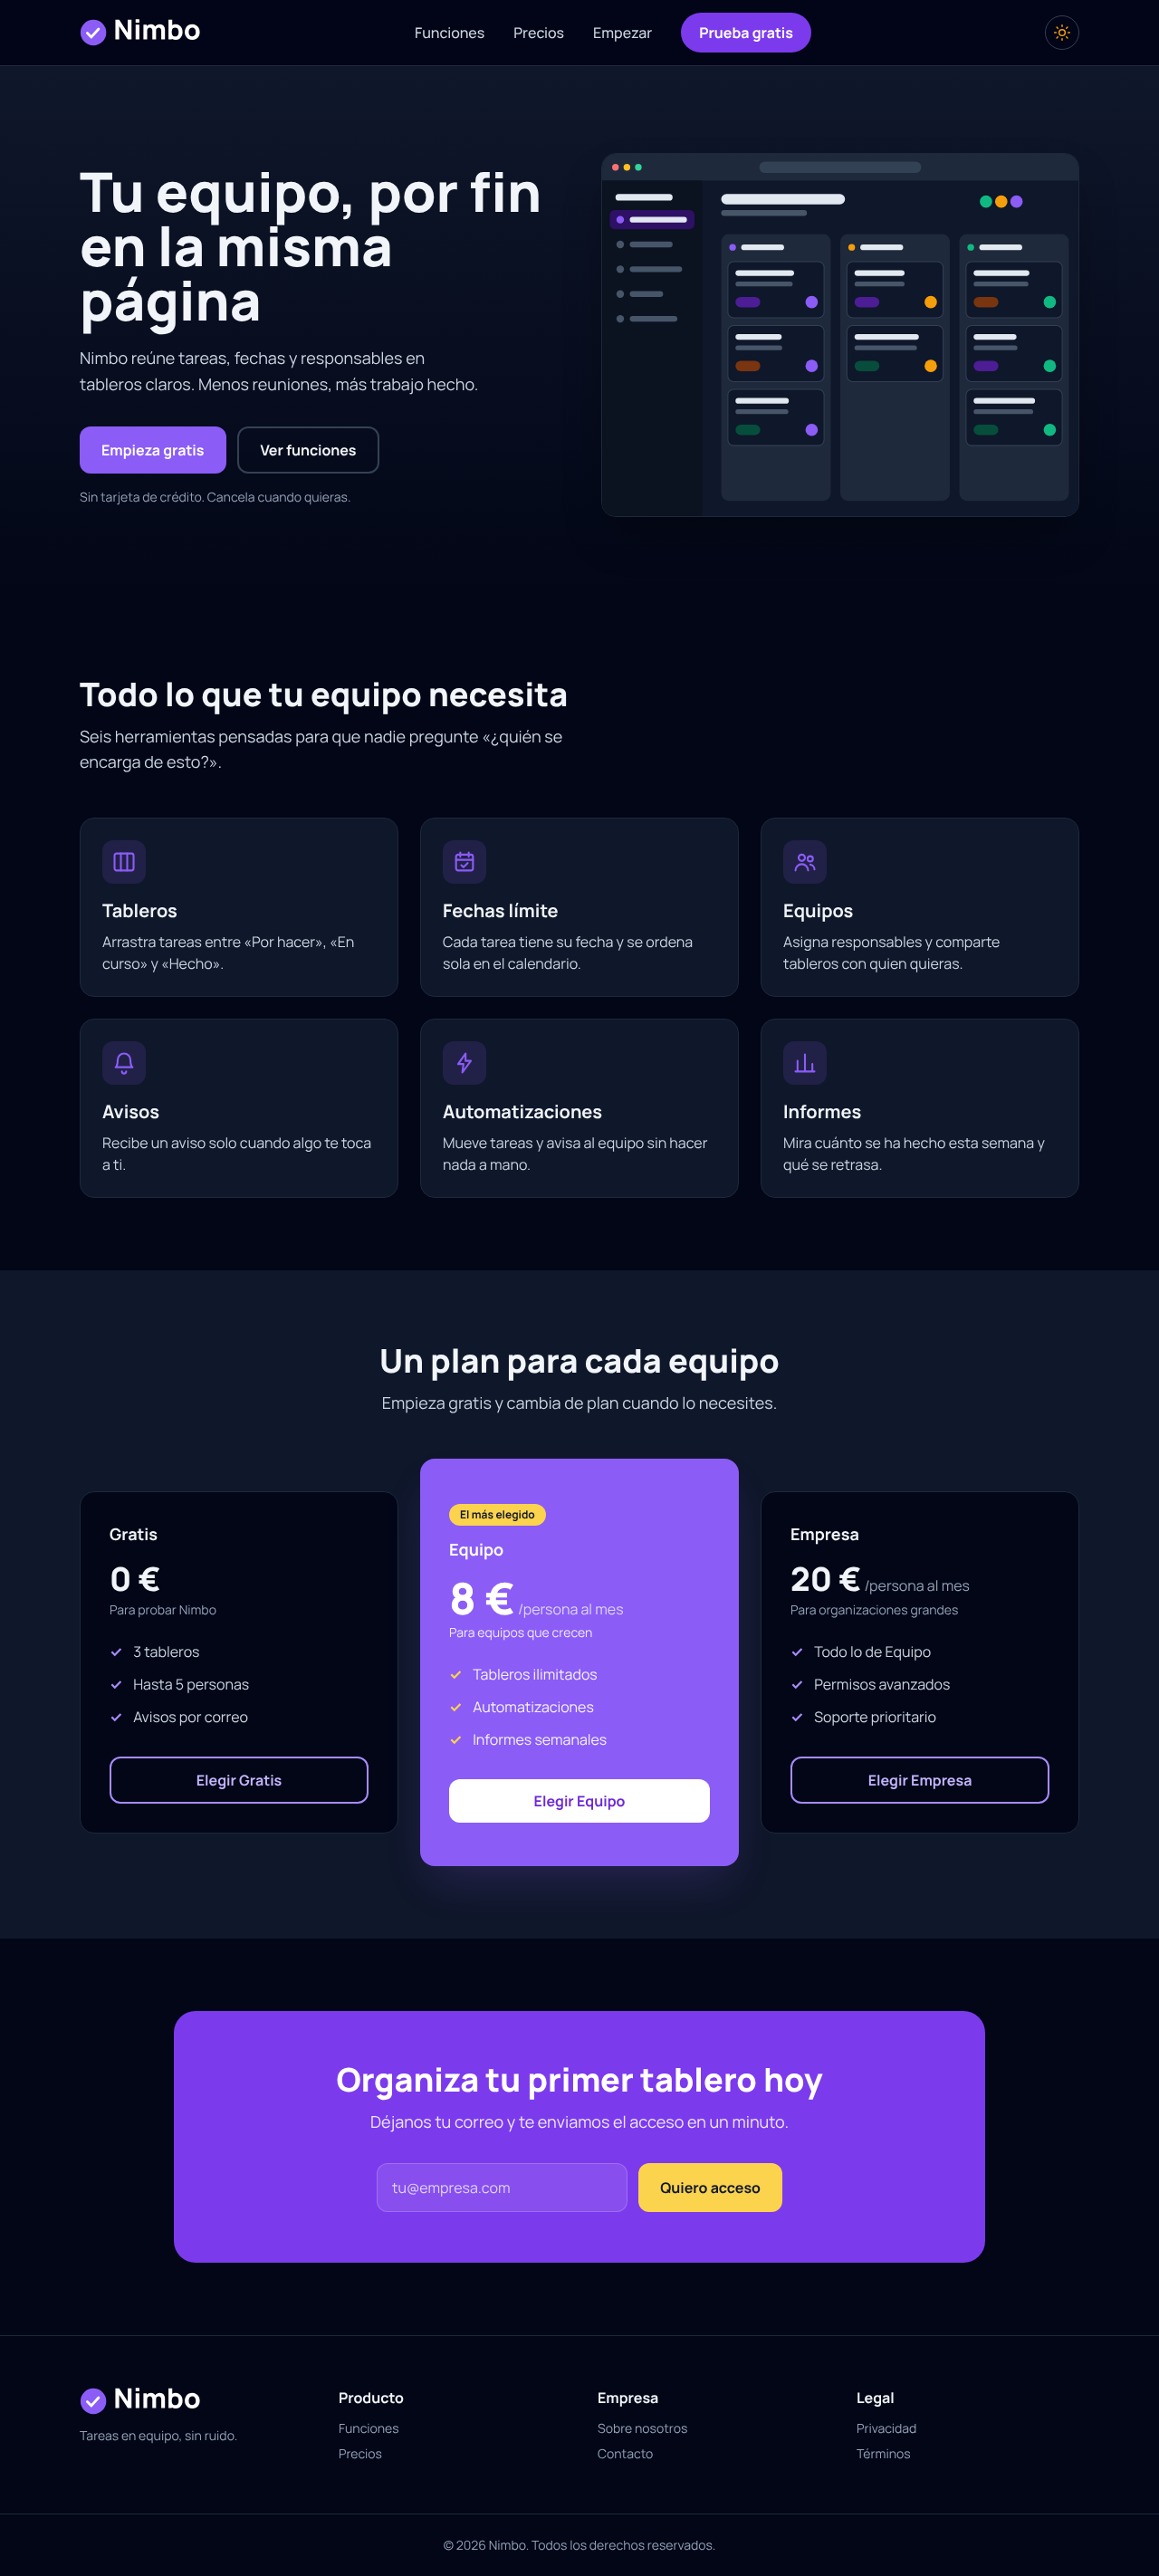 Nimbo
Funciones
Precios
Empezar
Prueba gratis
Tu equipo, por fin
en la misma
página
Nimbo reúne tareas, fechas y responsables en
tableros claros. Menos reuniones, más trabajo hecho.
Empieza gratis
Ver funciones
Sin tarjeta de crédito. Cancela cuando quieras.
Todo lo que tu equipo necesita
Seis herramientas pensadas para que nadie pregunte «¿quién se
encarga de esto?».
Tableros
Arrastra tareas entre «Por hacer», «En
curso» y «Hecho».
Fechas límite
Cada tarea tiene su fecha y se ordena
sola en el calendario.
Equipos
Asigna responsables y comparte
tableros con quien quieras.
Avisos
Recibe un aviso solo cuando algo te toca
a ti.
Automatizaciones
Mueve tareas y avisa al equipo sin hacer
nada a mano.
Informes
Mira cuánto se ha hecho esta semana y
qué se retrasa.
Un plan para cada equipo
Empieza gratis y cambia de plan cuando lo necesites.
Gratis
0 €
Para probar Nimbo
3 tableros
Hasta 5 personas
Avisos por correo
Elegir Gratis
El más elegido
Equipo
8 € /persona al mes
Para equipos que crecen
Tableros ilimitados
Automatizaciones
Informes semanales
Elegir Equipo
Empresa
20 € /persona al mes
Para organizaciones grandes
Todo lo de Equipo
Permisos avanzados
Soporte prioritario
Elegir Empresa
Organiza tu primer tablero hoy
Déjanos tu correo y te enviamos el acceso en un minuto.
tu@empresa.com
Quiero acceso
Nimbo
Tareas en equipo, sin ruido.
Producto
Funciones
Precios
Empresa
Sobre nosotros
Contacto
Legal
Privacidad
Términos
© 2026 Nimbo. Todos los derechos reservados.